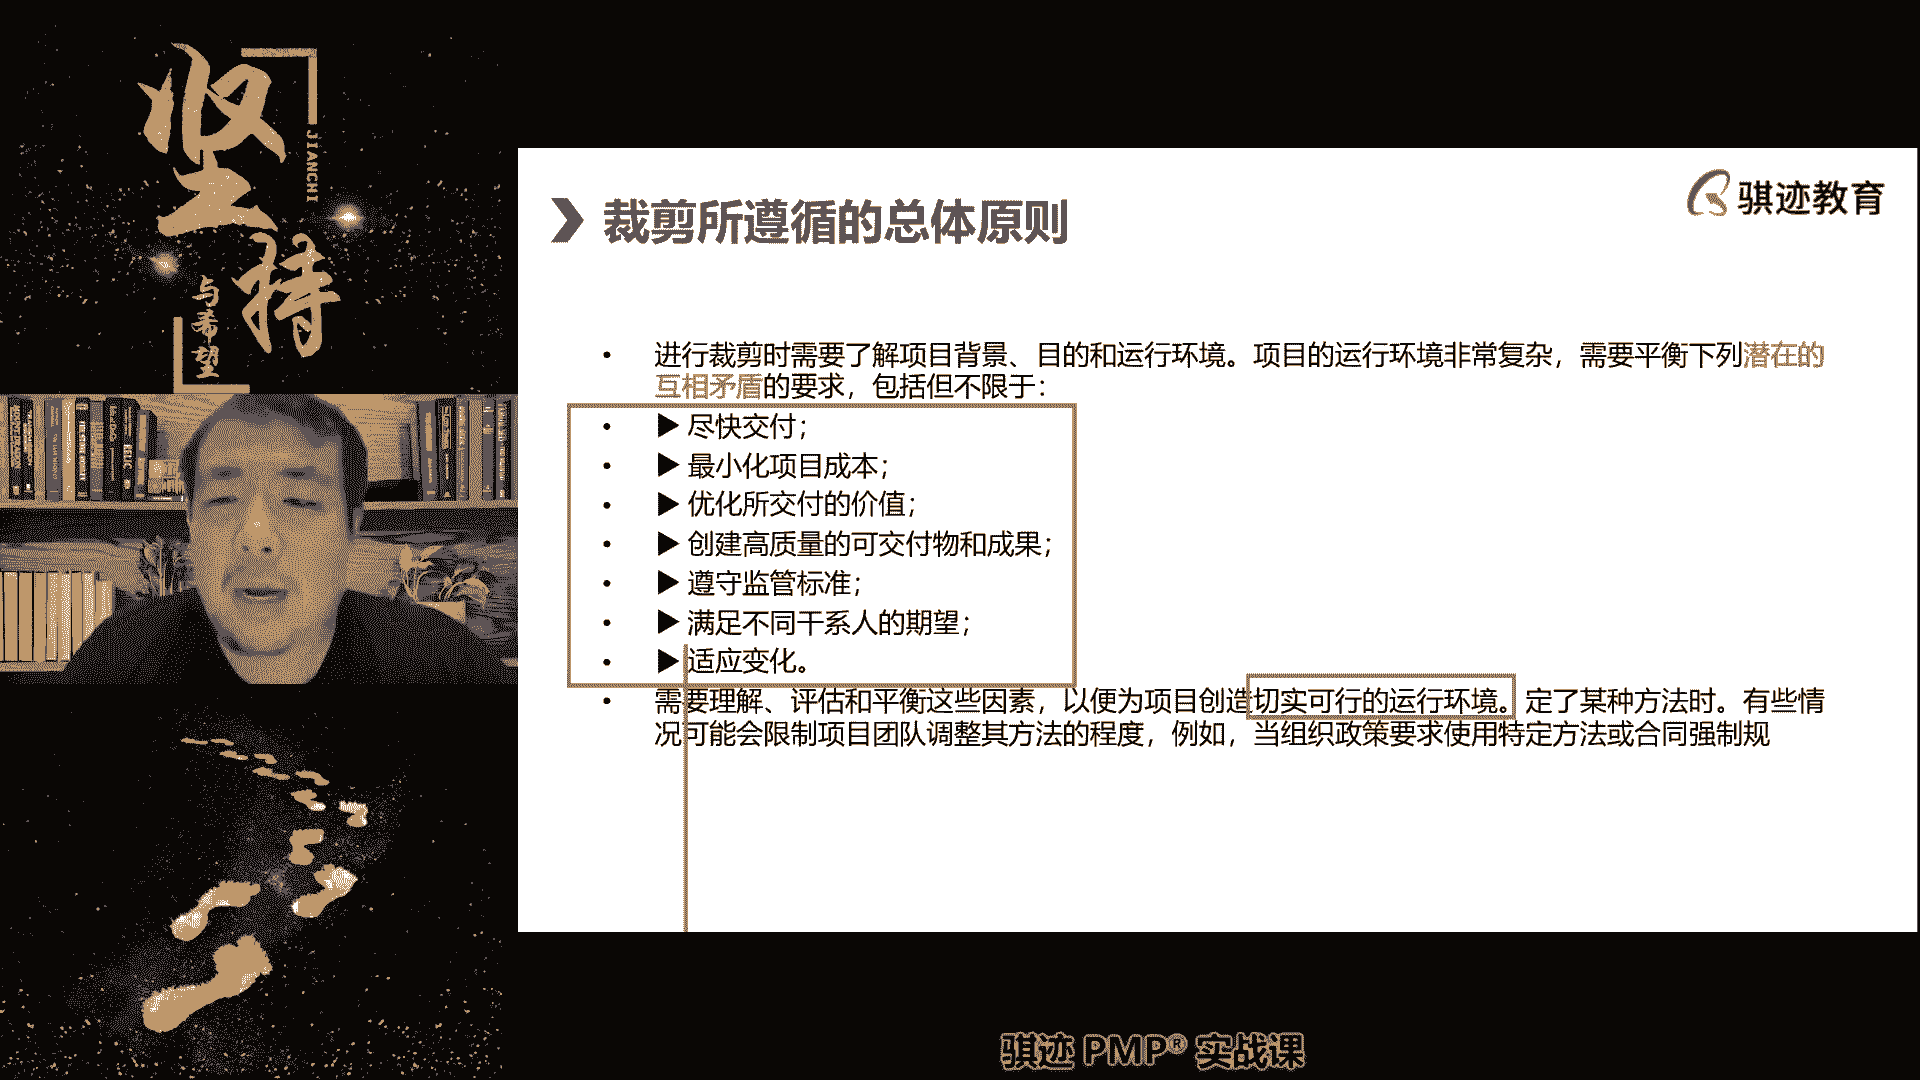 坚持
JIANCHI
与希望
骐迹教育
裁剪所遵循的总体原则
• 进行裁剪时需要了解项目背景、目的和运行环境。项目的运行环境非常复杂，需要平衡下列潜在的
互相矛盾的要求，包括但不限于：
• ▶ 尽快交付；
• ▶ 最小化项目成本；
• ▶ 优化所交付的价值；
• ▶ 创建高质量的可交付物和成果；
• ▶ 遵守监管标准；
• ▶ 满足不同干系人的期望；
• ▶ 适应变化。
• 需要理解、评估和平衡这些因素，以便为项目创造切实可行的运行环境。定了某种方法时。有些情
况可能会限制项目团队调整其方法的程度，例如，当组织政策要求使用特定方法或合同强制规
骐迹 PMP® 实战课